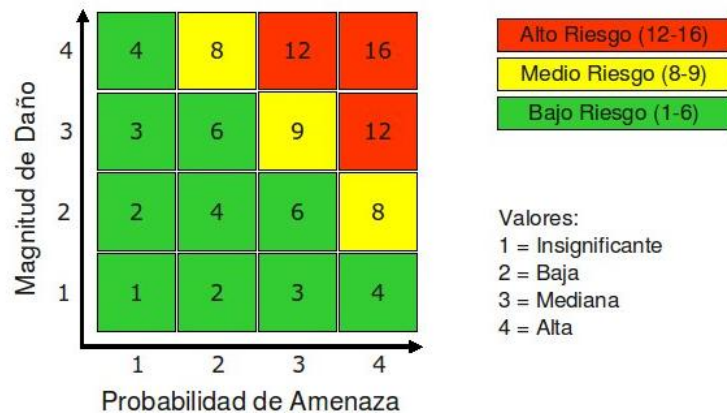 Magnitud de Daño
4 4 8 12 16
3 3 6 9 12
2 2 4 6 8
1 1 2 3 4
1 2 3 4
Probabilidad de Amenaza
Alto Riesgo (12-16)
Medio Riesgo (8-9)
Bajo Riesgo (1-6)
Valores:
1 = Insignificante
2 = Baja
3 = Mediana
4 = Alta